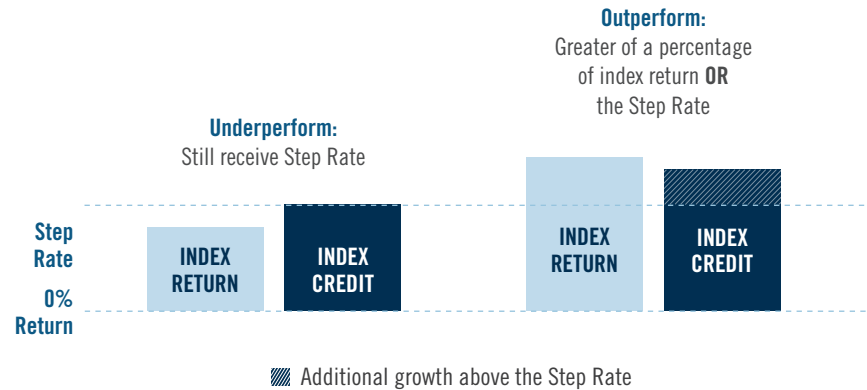 Outperform:
Greater of a percentage
of index return OR
the Step Rate
Underperform:
Still receive Step Rate
Step
Rate
0%
Return
INDEX
RETURN
INDEX
CREDIT
INDEX
RETURN
INDEX
CREDIT
Additional growth above the Step Rate